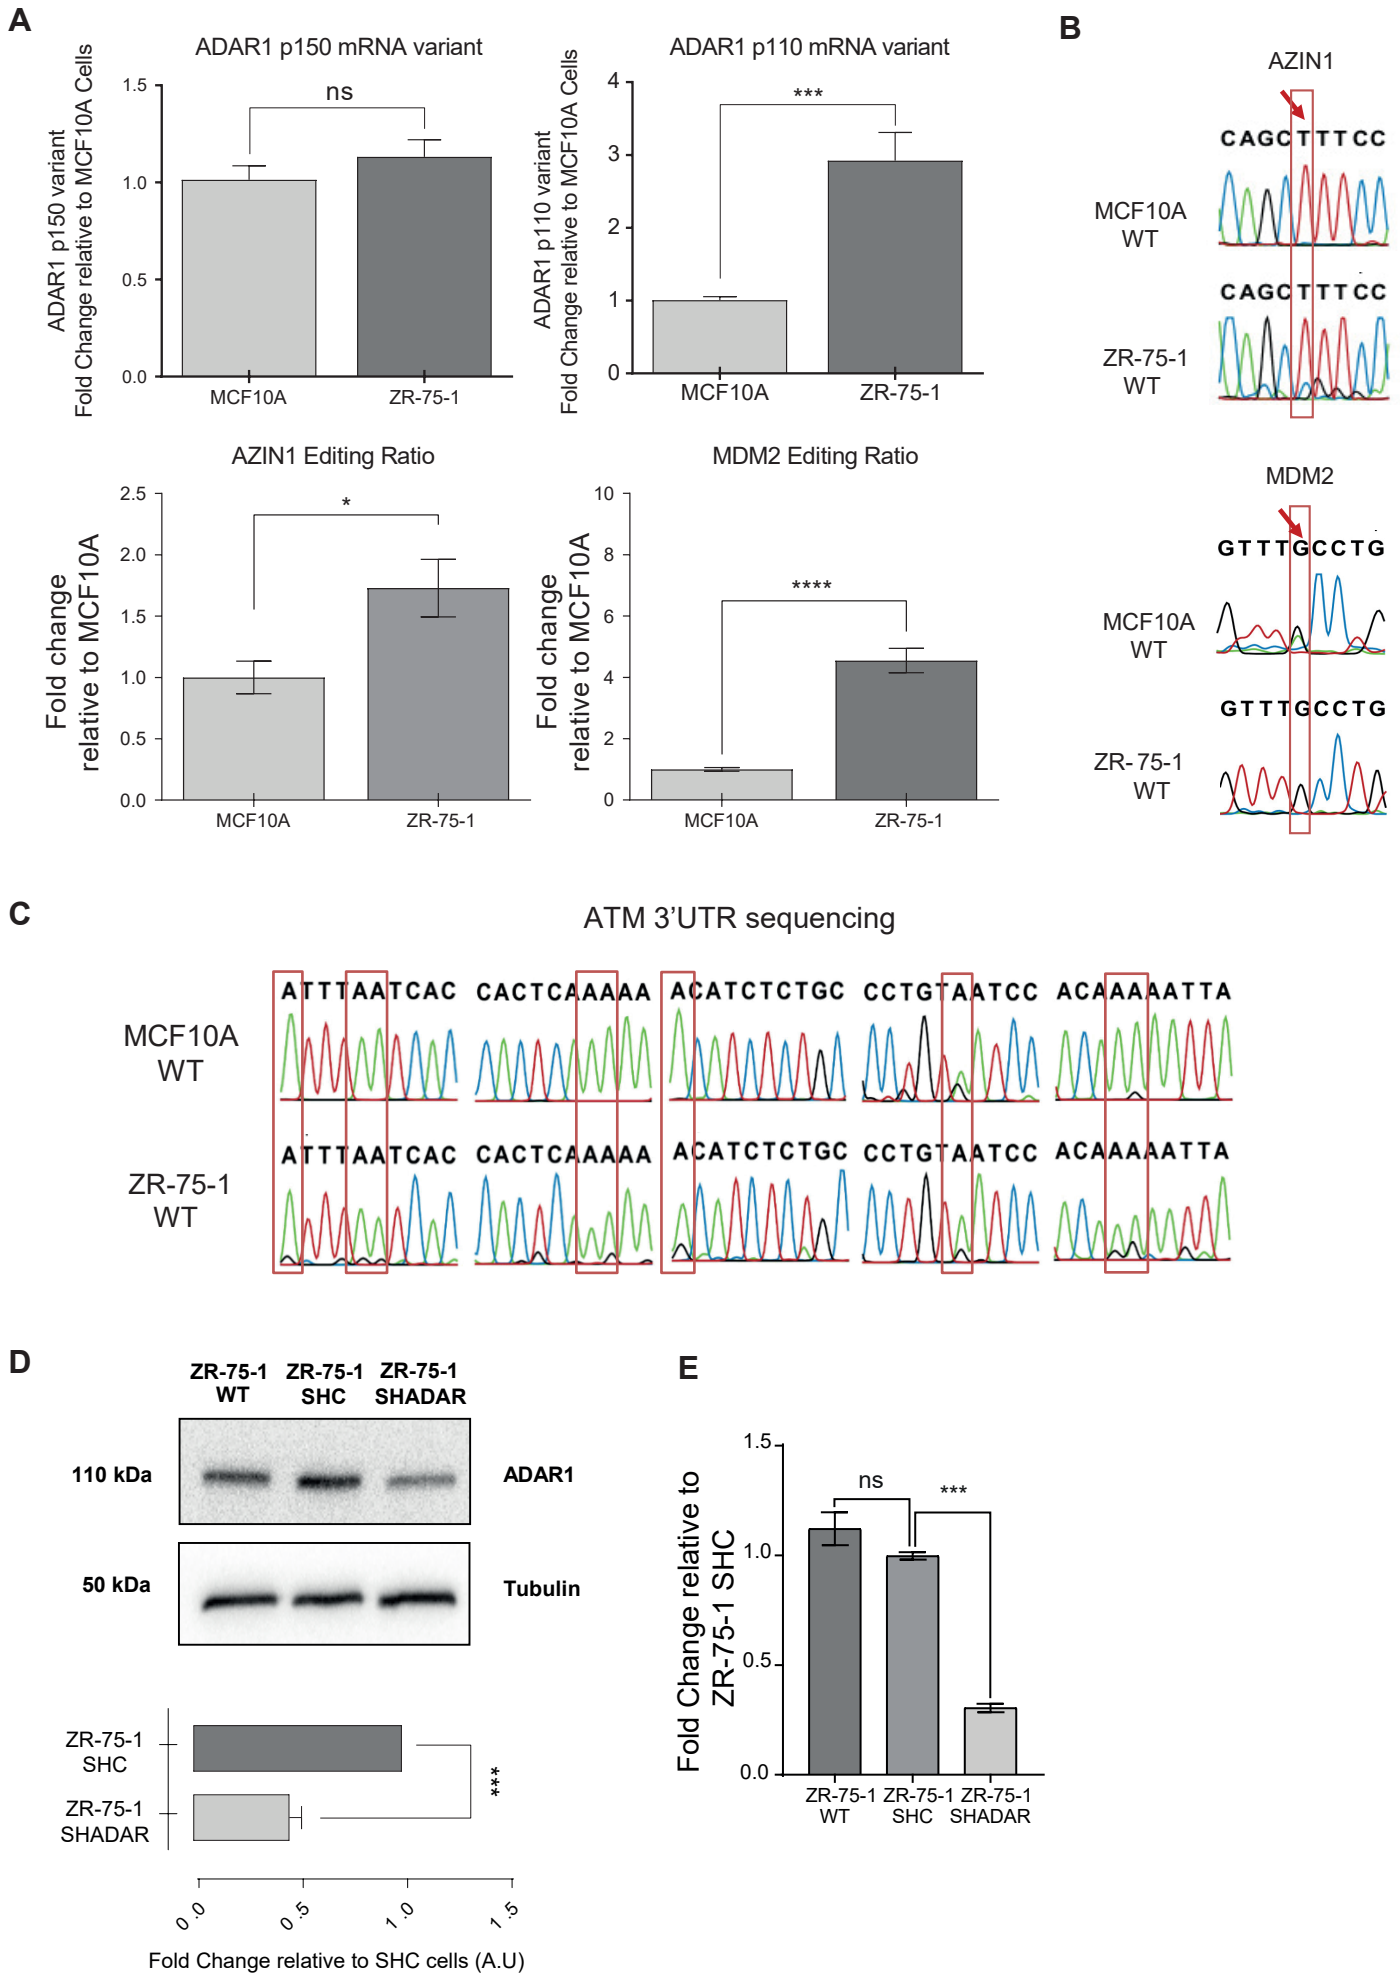 A
ADAR1 p150 mRNA variant
ADAR1 p150 variant
Fold Change relative to MCF10A Cells
1.5
1.0
0.5
0.0
ns
MCF10A
ZR-75-1
ADAR1 p110 mRNA variant
ADAR1 p110 variant
Fold Change relative to MCF10A Cells
4
3
2
1
0
***
MCF10A
ZR-75-1
AZIN1 Editing Ratio
Fold change
relative to MCF10A
2.5
2.0
1.5
1.0
0.5
0.0
*
MCF10A
ZR-75-1
MDM2 Editing Ratio
Fold change
relative to MCF10A
10
8
6
4
2
0
****
MCF10A
ZR-75-1
B
AZIN1
CAGCTTTCC
MCF10A
WT
CAGCTTTCC
ZR-75-1
WT
MDM2
GTTTGCCTG
MCF10A
WT
GTTTGCCTG
ZR-75-1
WT
C
ATM 3'UTR sequencing
MCF10A
WT
ATTTAATCAC CACTCAAAAA ACATCTCTGC CCTGTAATCC ACAAAAATTA
ZR-75-1
WT
ATTTAATCAC CACTCAAAAA ACATCTCTGC CCTGTAATCC ACAAAAATTA
D
ZR-75-1
WT
ZR-75-1
SHC
ZR-75-1
SHADAR
110 kDa
ADAR1
50 kDa
Tubulin
ZR-75-1
SHC
ZR-75-1
SHADAR
***
0.0
0.5
1.0
1.5
Fold Change relative to SHC cells (A.U)
E
Fold Change relative to
ZR-75-1 SHC
1.5
1.0
0.5
0.0
ns
***
ZR-75-1
WT
ZR-75-1
SHC
ZR-75-1
SHADAR